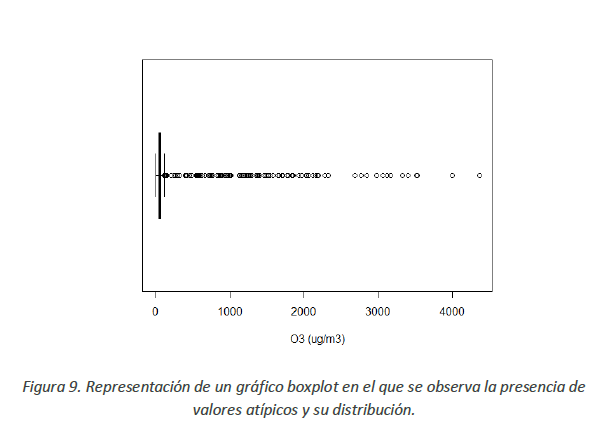 0 1000 2000 3000 4000
O3 (ug/m3)
Figura 9. Representación de un gráfico boxplot en el que se observa la presencia de
valores atípicos y su distribución.